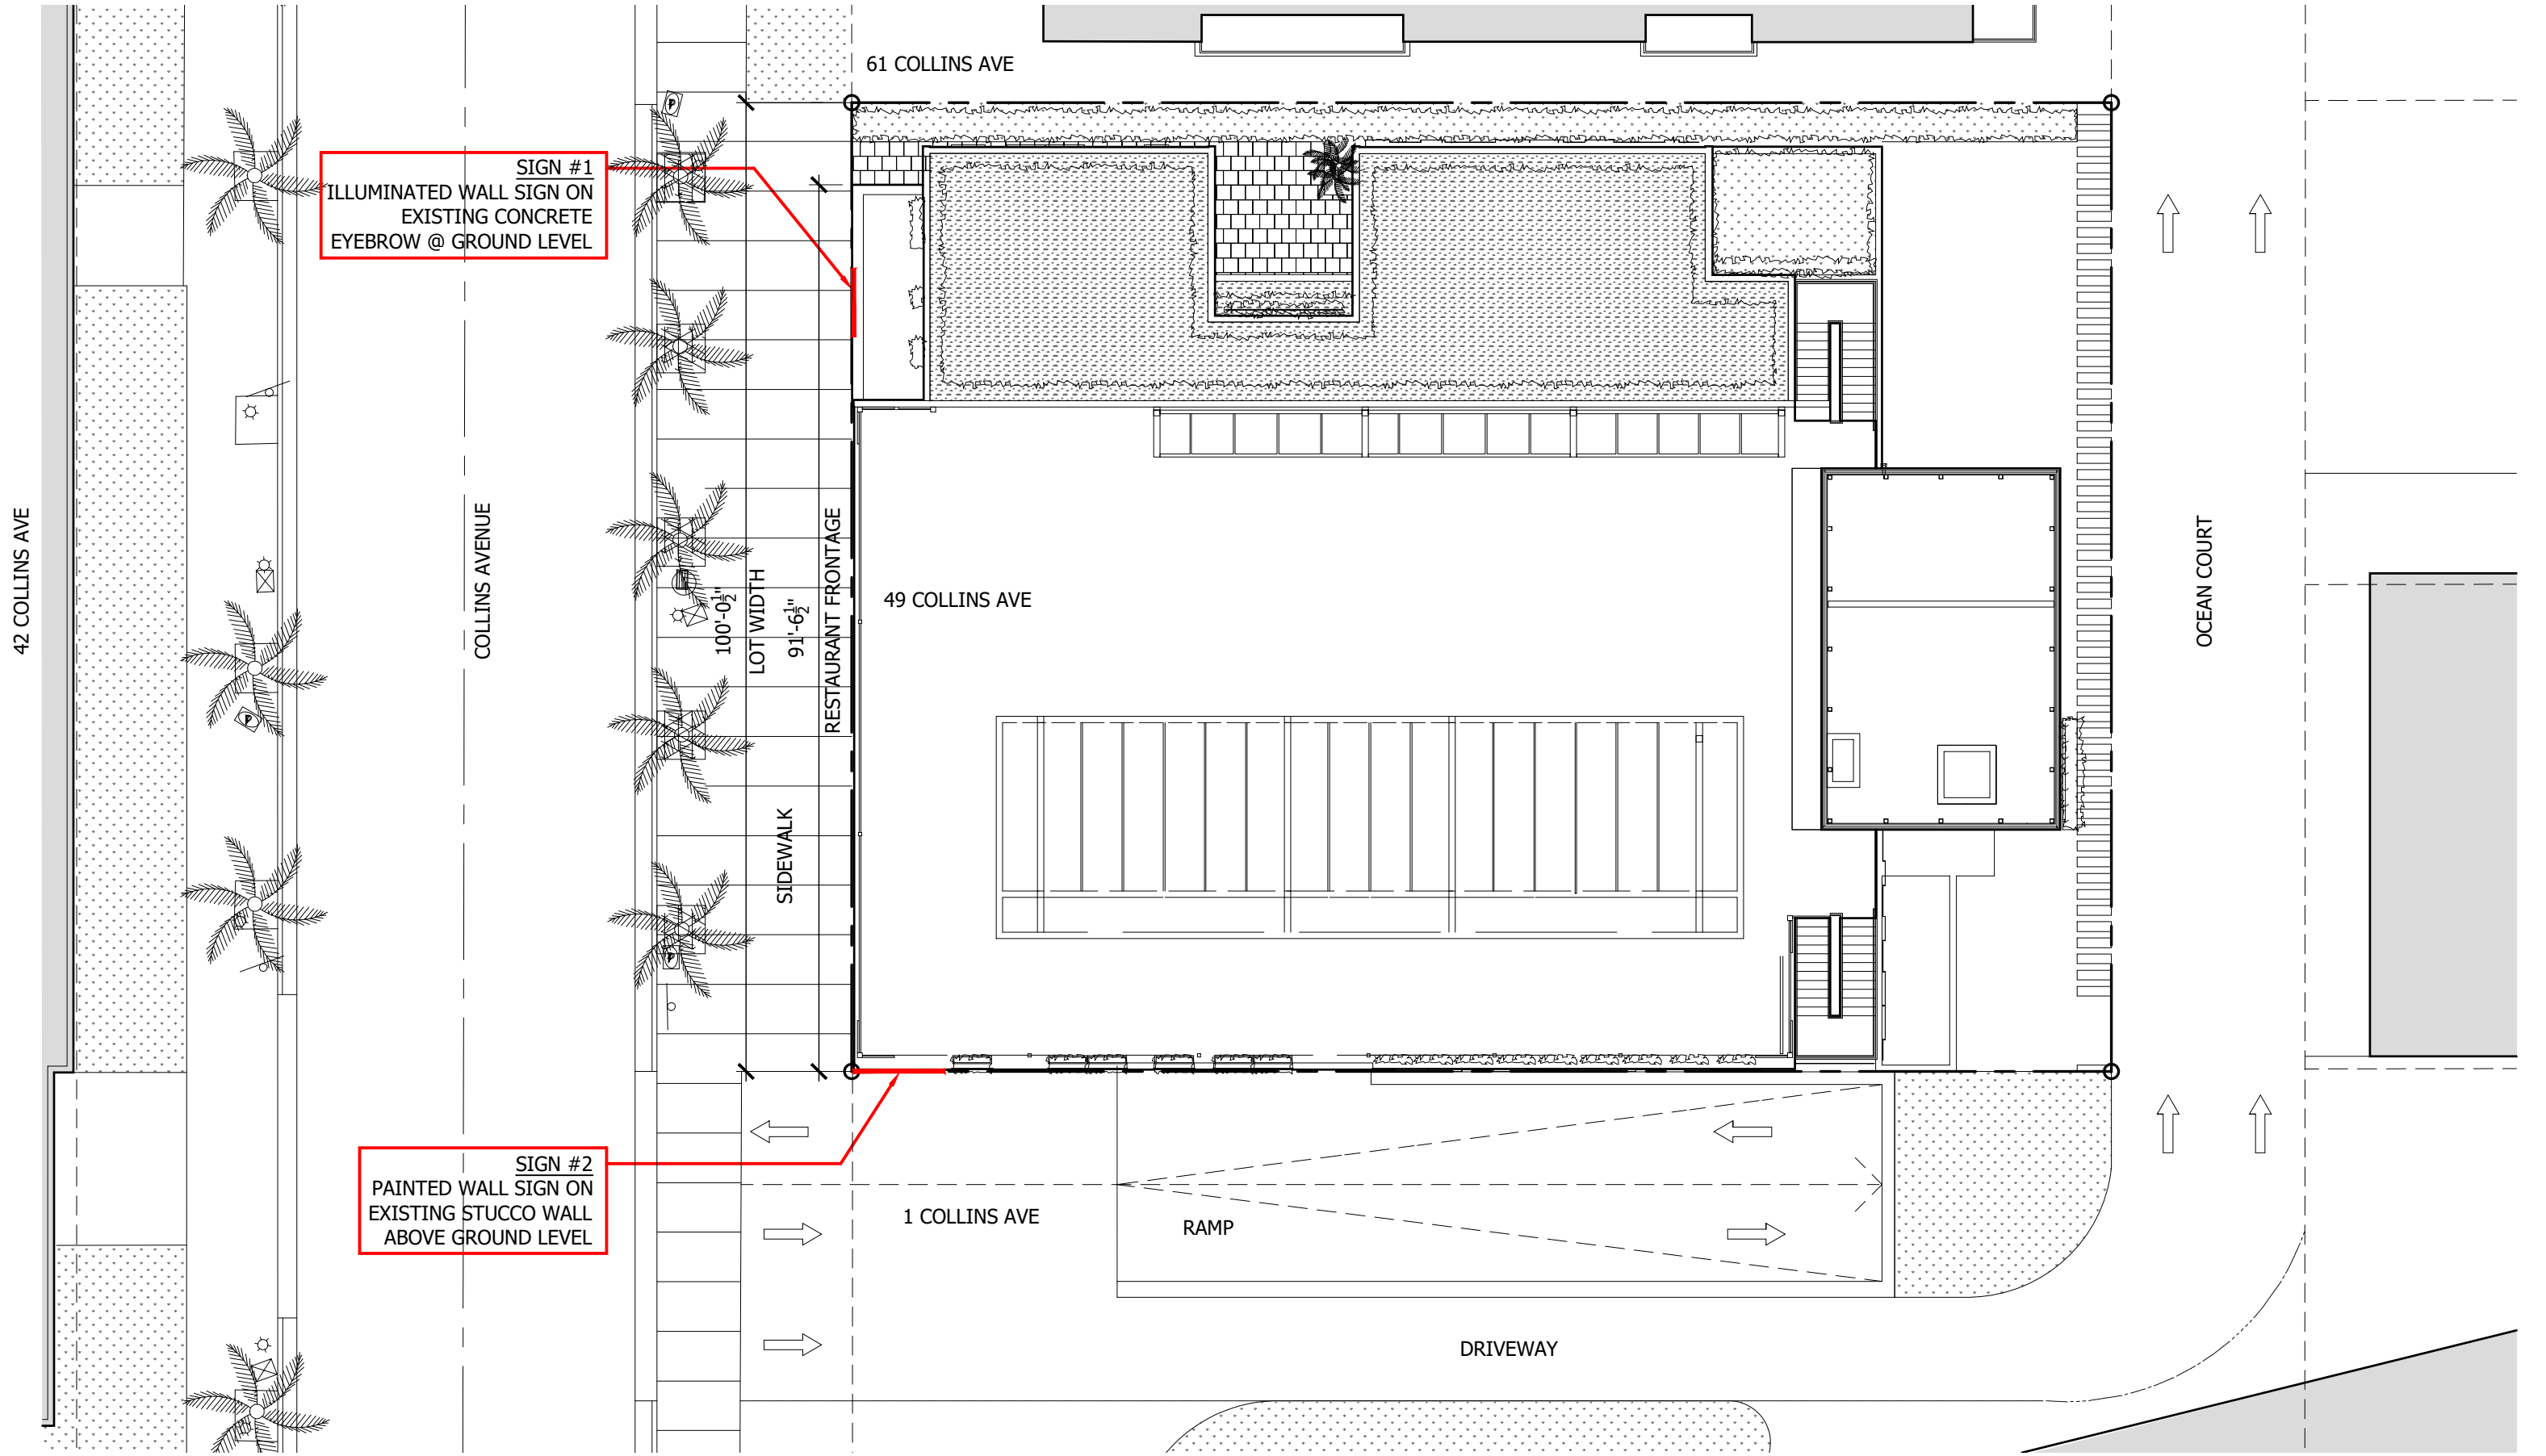 61 COLLINS AVE
SIGN #1
ILLUMINATED WALL SIGN ON
EXISTING CONCRETE
EYEBROW @ GROUND LEVEL
42 COLLINS AVE
COLLINS AVENUE
100'-0½"
LOT WIDTH
91'-6½"
RESTAURANT FRONTAGE
49 COLLINS AVE
OCEAN COURT
SIDEWALK
SIGN #2
PAINTED WALL SIGN ON
EXISTING STUCCO WALL
ABOVE GROUND LEVEL
1 COLLINS AVE
RAMP
DRIVEWAY
P
P
P